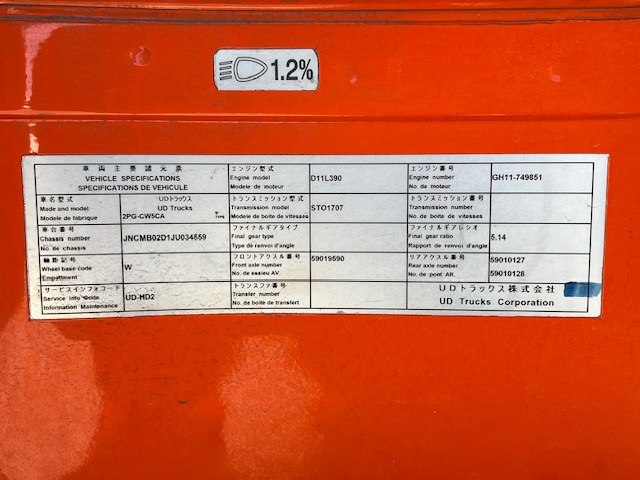 1.2%
車両主要諸元表
VEHICLE SPECIFICATIONS
SPECIFICATIONS DE VEHICULE
エンジン型式
Engine model
Modele de moteur
D11L390
エンジン番号
Engine number
No. de moteur
GH11-749851
車名型式
Made and model
Modele de fabrique
UDトラックス
UD Trucks
2PG-CW5CA
TYPE
トランスミッション型式
Transmission model
Modele de boite de vitesses
STO1707
トランスミッション番号
Transmission number
No. de boite de vitesses
車台番号
Chassis number
No. de chassis
JNCMB02D1JU034559
ファイナルギアタイプ
Final gear type
Type de renvoi d'angle
ファイナルギアレシオ
Final gear ratio
Rapport de renvoi d'angle
5.14
軸距記号
Wheel base code
Empattment
W
フロントアクスル番号
Front axle number
No. de essieu AV.
59019590
リアアクスル番号
Rear axle number
No. de pont AR.
59010127
59010128
サービスインフォコード
Service Info Code
Information Maintenance
UD-HD2
トランスファ番号
Transfer number
No. de boite de transfert
UDトラックス株式会社
UD Trucks Corporation